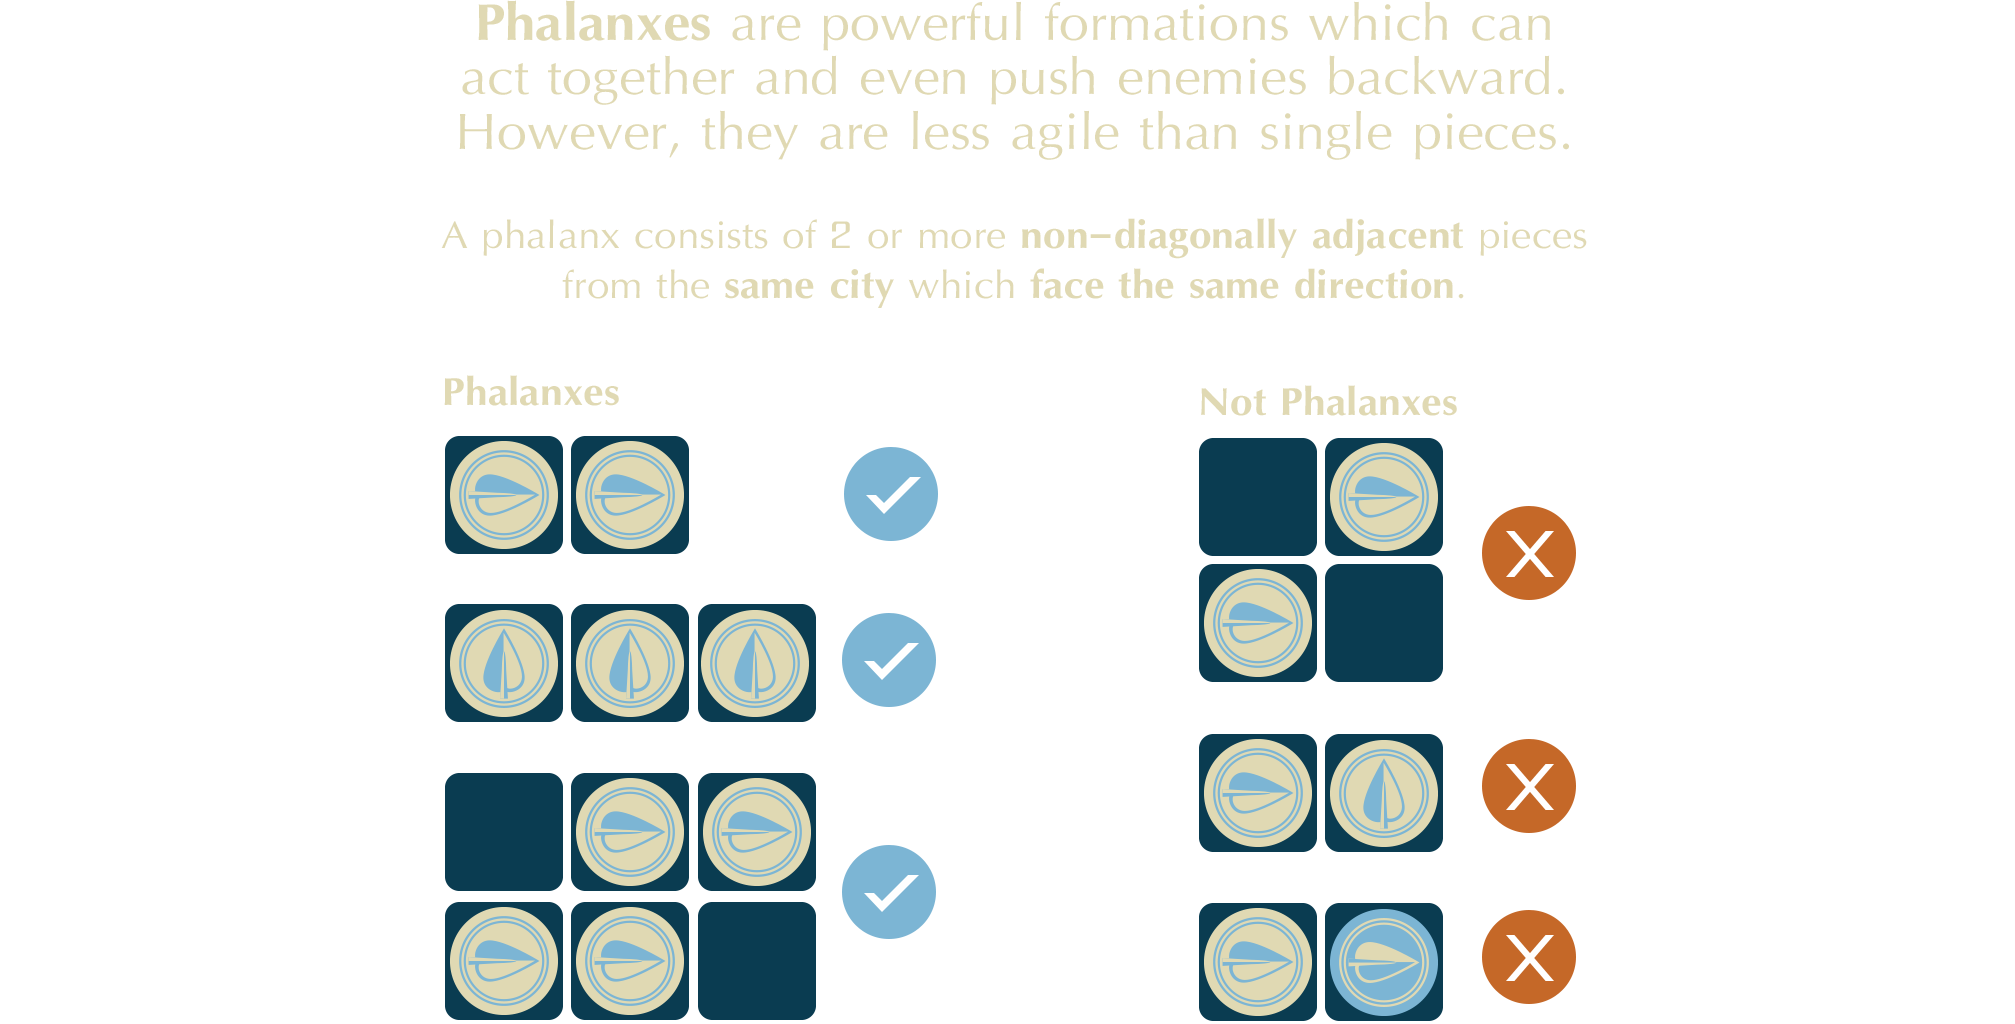 Phalanxes are powerful formations which can
act together and even push enemies backward.
However, they are less agile than single pieces.
A phalanx consists of 2 or more non-diagonally adjacent pieces
from the same city which face the same direction.
Phalanxes
Not Phalanxes